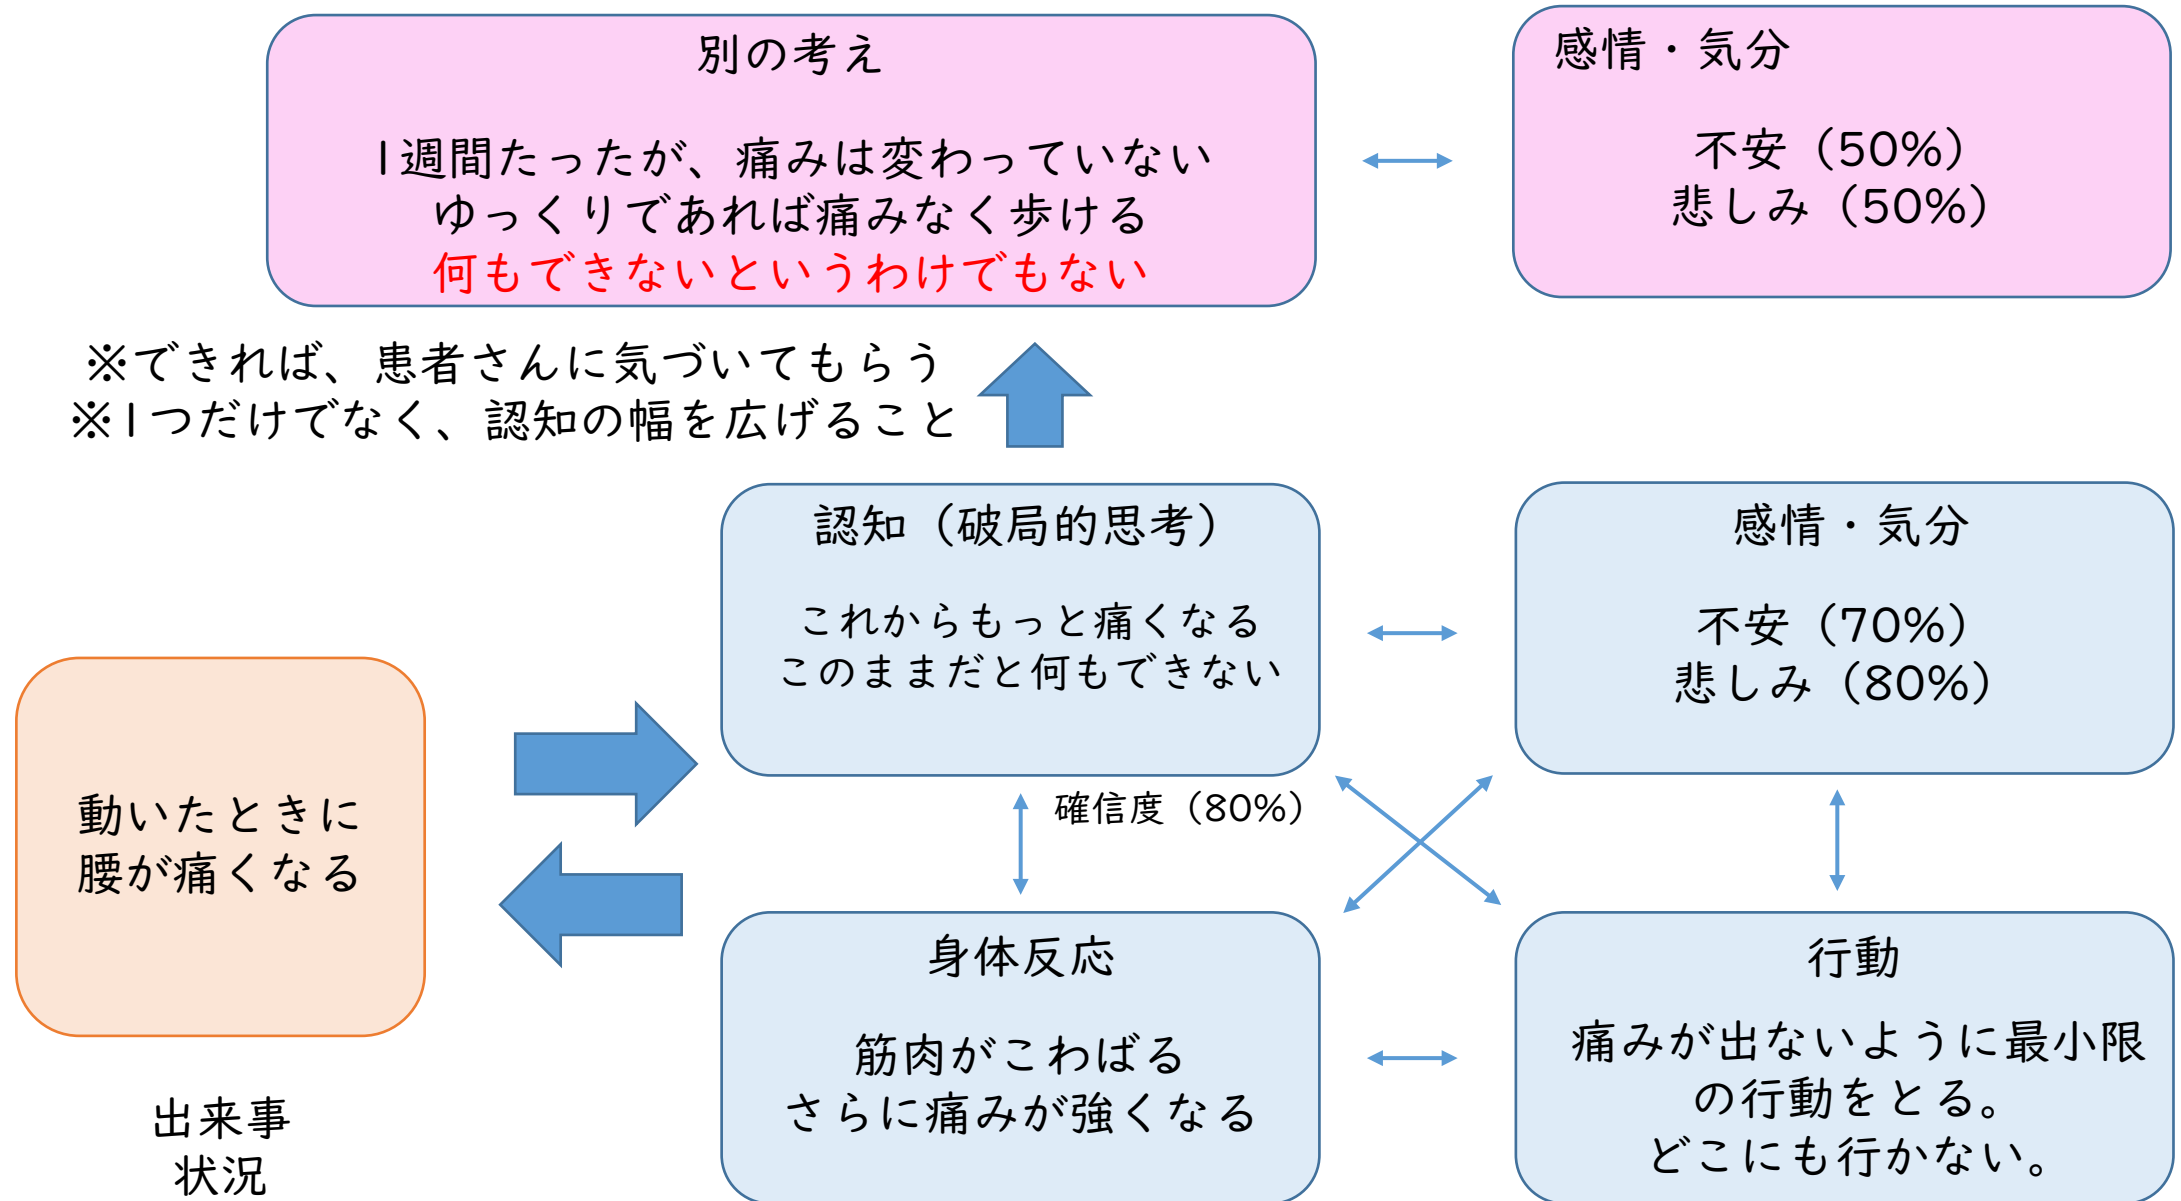 別の考え
1週間たったが、痛みは変わっていない
ゆっくりであれば痛みなく歩ける
何もできないというわけでもない
感情・気分
不安（50%）
悲しみ（50%）
※できれば、患者さんに気づいてもらう
※1つだけでなく、認知の幅を広げること
認知（破局的思考）
これからもっと痛くなる
このままだと何もできない
確信度（80%）
感情・気分
不安（70%）
悲しみ（80%）
動いたときに
腰が痛くなる
出来事
状況
身体反応
筋肉がこわばる
さらに痛みが強くなる
行動
痛みが出ないように最小限
の行動をとる。
どこにも行かない。